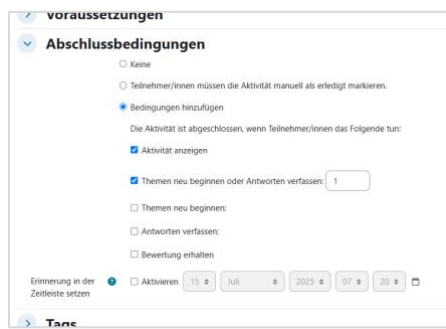 Voraussetzungen
Abschlussbedingungen
Keine
Teilnehmer/innen müssen die Aktivität manuell als erledigt markieren.
Bedingungen hinzufügen
Die Aktivität ist abgeschlossen, wenn Teilnehmer/innen das Folgende tun:
Aktivität anzeigen
Themen neu beginnen oder Antworten verfassen: 1
Themen neu beginnen:
Antworten verfassen:
Bewertung erhalten
Erinnerung in der Zeitleiste setzen
Aktivieren 15 Juli 2025 07 20
Tags